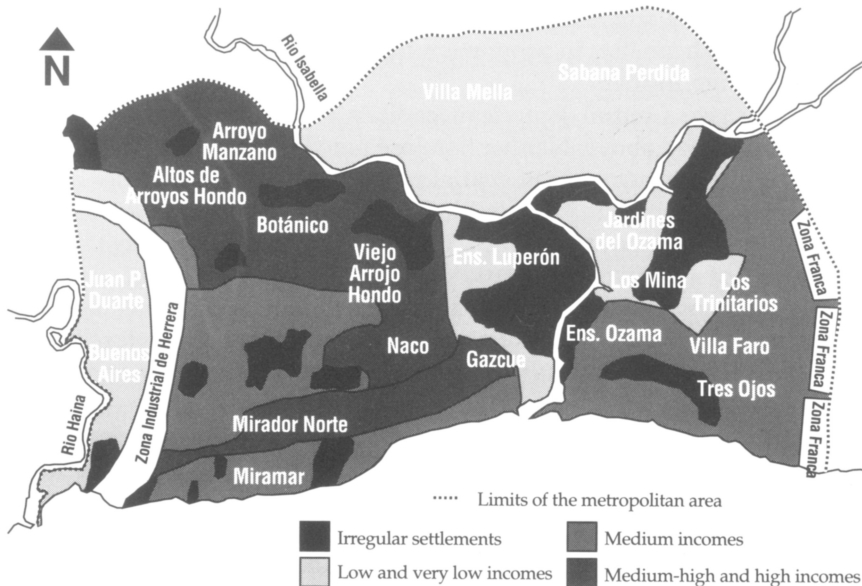 N
Rio Isabella
Villa Mella
Sabana Perdida
Arroyo
Manzano
Altos de
Arroyos Hondo
Botánico
Viejo
Arrojo
Hondo
Ens. Luperón
Jardines
del Ozama
Los Mina
Los
Trinitarios
Zona Franca
Juan P.
Duarte
Buenos
Aires
Zona Industrial de Herrera
Naco
Gazcue
Ens. Ozama
Villa Faro
Zona Franca
Tres Ojos
Rio Haina
Mirador Norte
Miramar
Zona Franca
Limits of the metropolitan area
Irregular settlements
Medium incomes
Low and very low incomes
Medium-high and high incomes